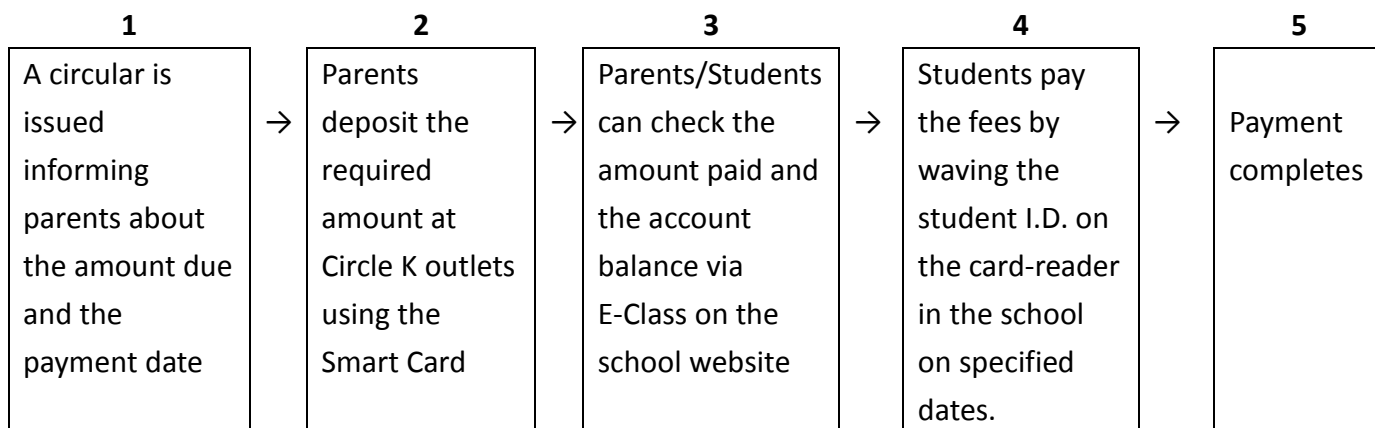 1
A circular is
issued
informing
parents about
the amount due
and the
payment date
→
2
Parents
deposit the
required
amount at
Circle K outlets
using the
Smart Card
→
3
Parents/Students
can check the
amount paid and
the account
balance via
E-Class on the
school website
→
4
Students pay
the fees by
waving the
student I.D. on
the card-reader
in the school
on specified
dates.
→
5
Payment
completes